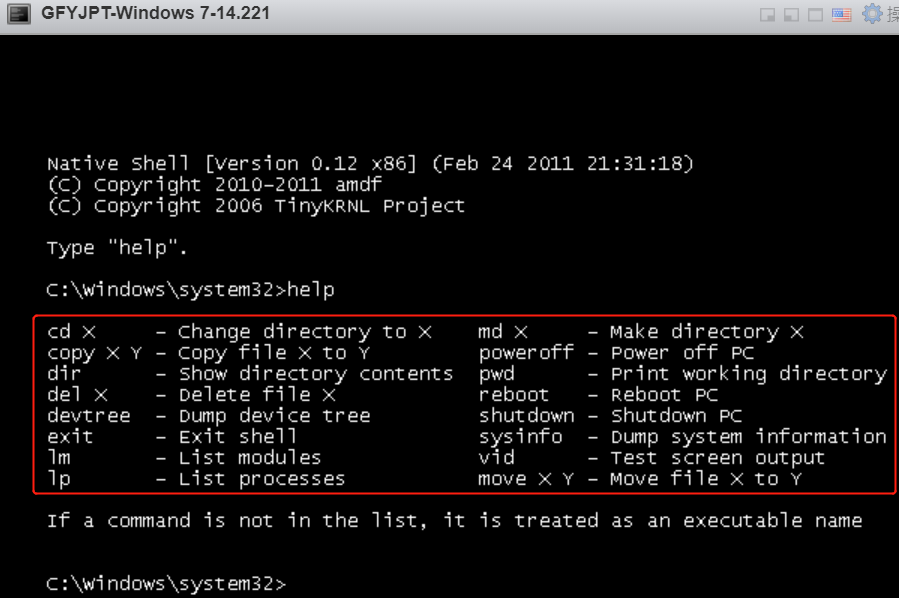 GFYJPT-Windows 7-14.221
Native Shell [Version 0.12 x86] (Feb 24 2011 21:31:18)
(C) Copyright 2010-2011 amdf
(C) Copyright 2006 TinyKRNL Project
Type "help".
C:\Windows\system32>help
cd X - Change directory to X md X - Make directory X
copy X Y - Copy file X to Y poweroff - Power off PC
dir - Show directory contents pwd - Print working directory
del X - Delete file X reboot - Reboot PC
devtree - Dump device tree shutdown - Shutdown PC
exit - Exit shell sysinfo - Dump system information
lm - List modules vid - Test screen output
lp - List processes move X Y - Move file X to Y
If a command is not in the list, it is treated as an executable name
C:\Windows\system32>